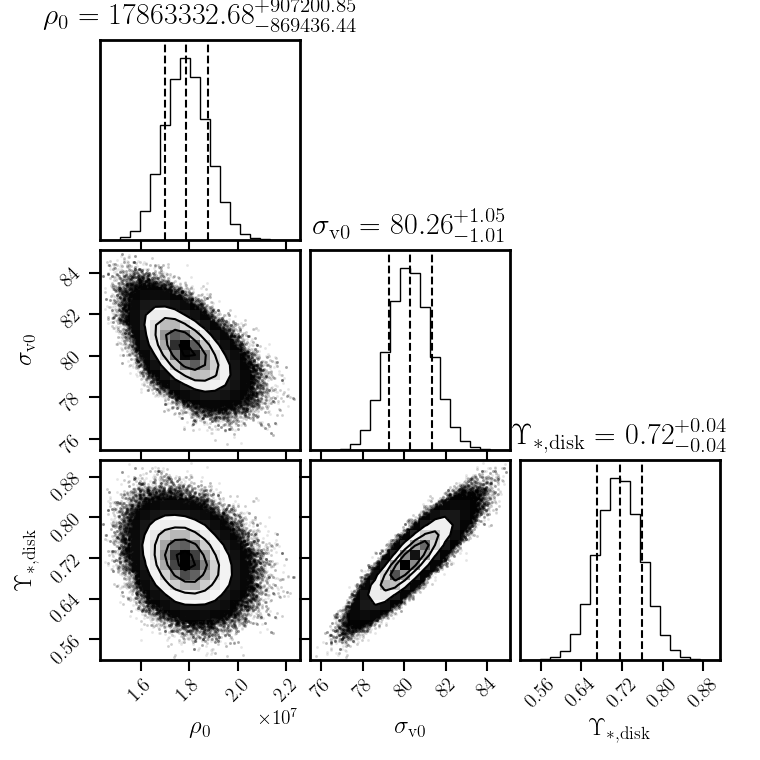 ρ₀ = 17863332.68⁺⁹⁰⁷²⁰⁰·⁸⁵₋₈₆₉₄₃₆.₄₄
σᵥ₀ = 80.26⁺¹·⁰⁵₋₁.₀₁
84
82
80
78
76
σᵥ₀
ϒ*,disk = 0.72⁺⁰·⁰⁴₋₀.₀₄
0.88
0.80
0.72
0.64
0.56
ϒ*,disk
1.6 1.8 2.0 2.2
×10⁷
ρ₀
76 78 80 82 84
σᵥ₀
0.56 0.64 0.72 0.80 0.88
ϒ*,disk